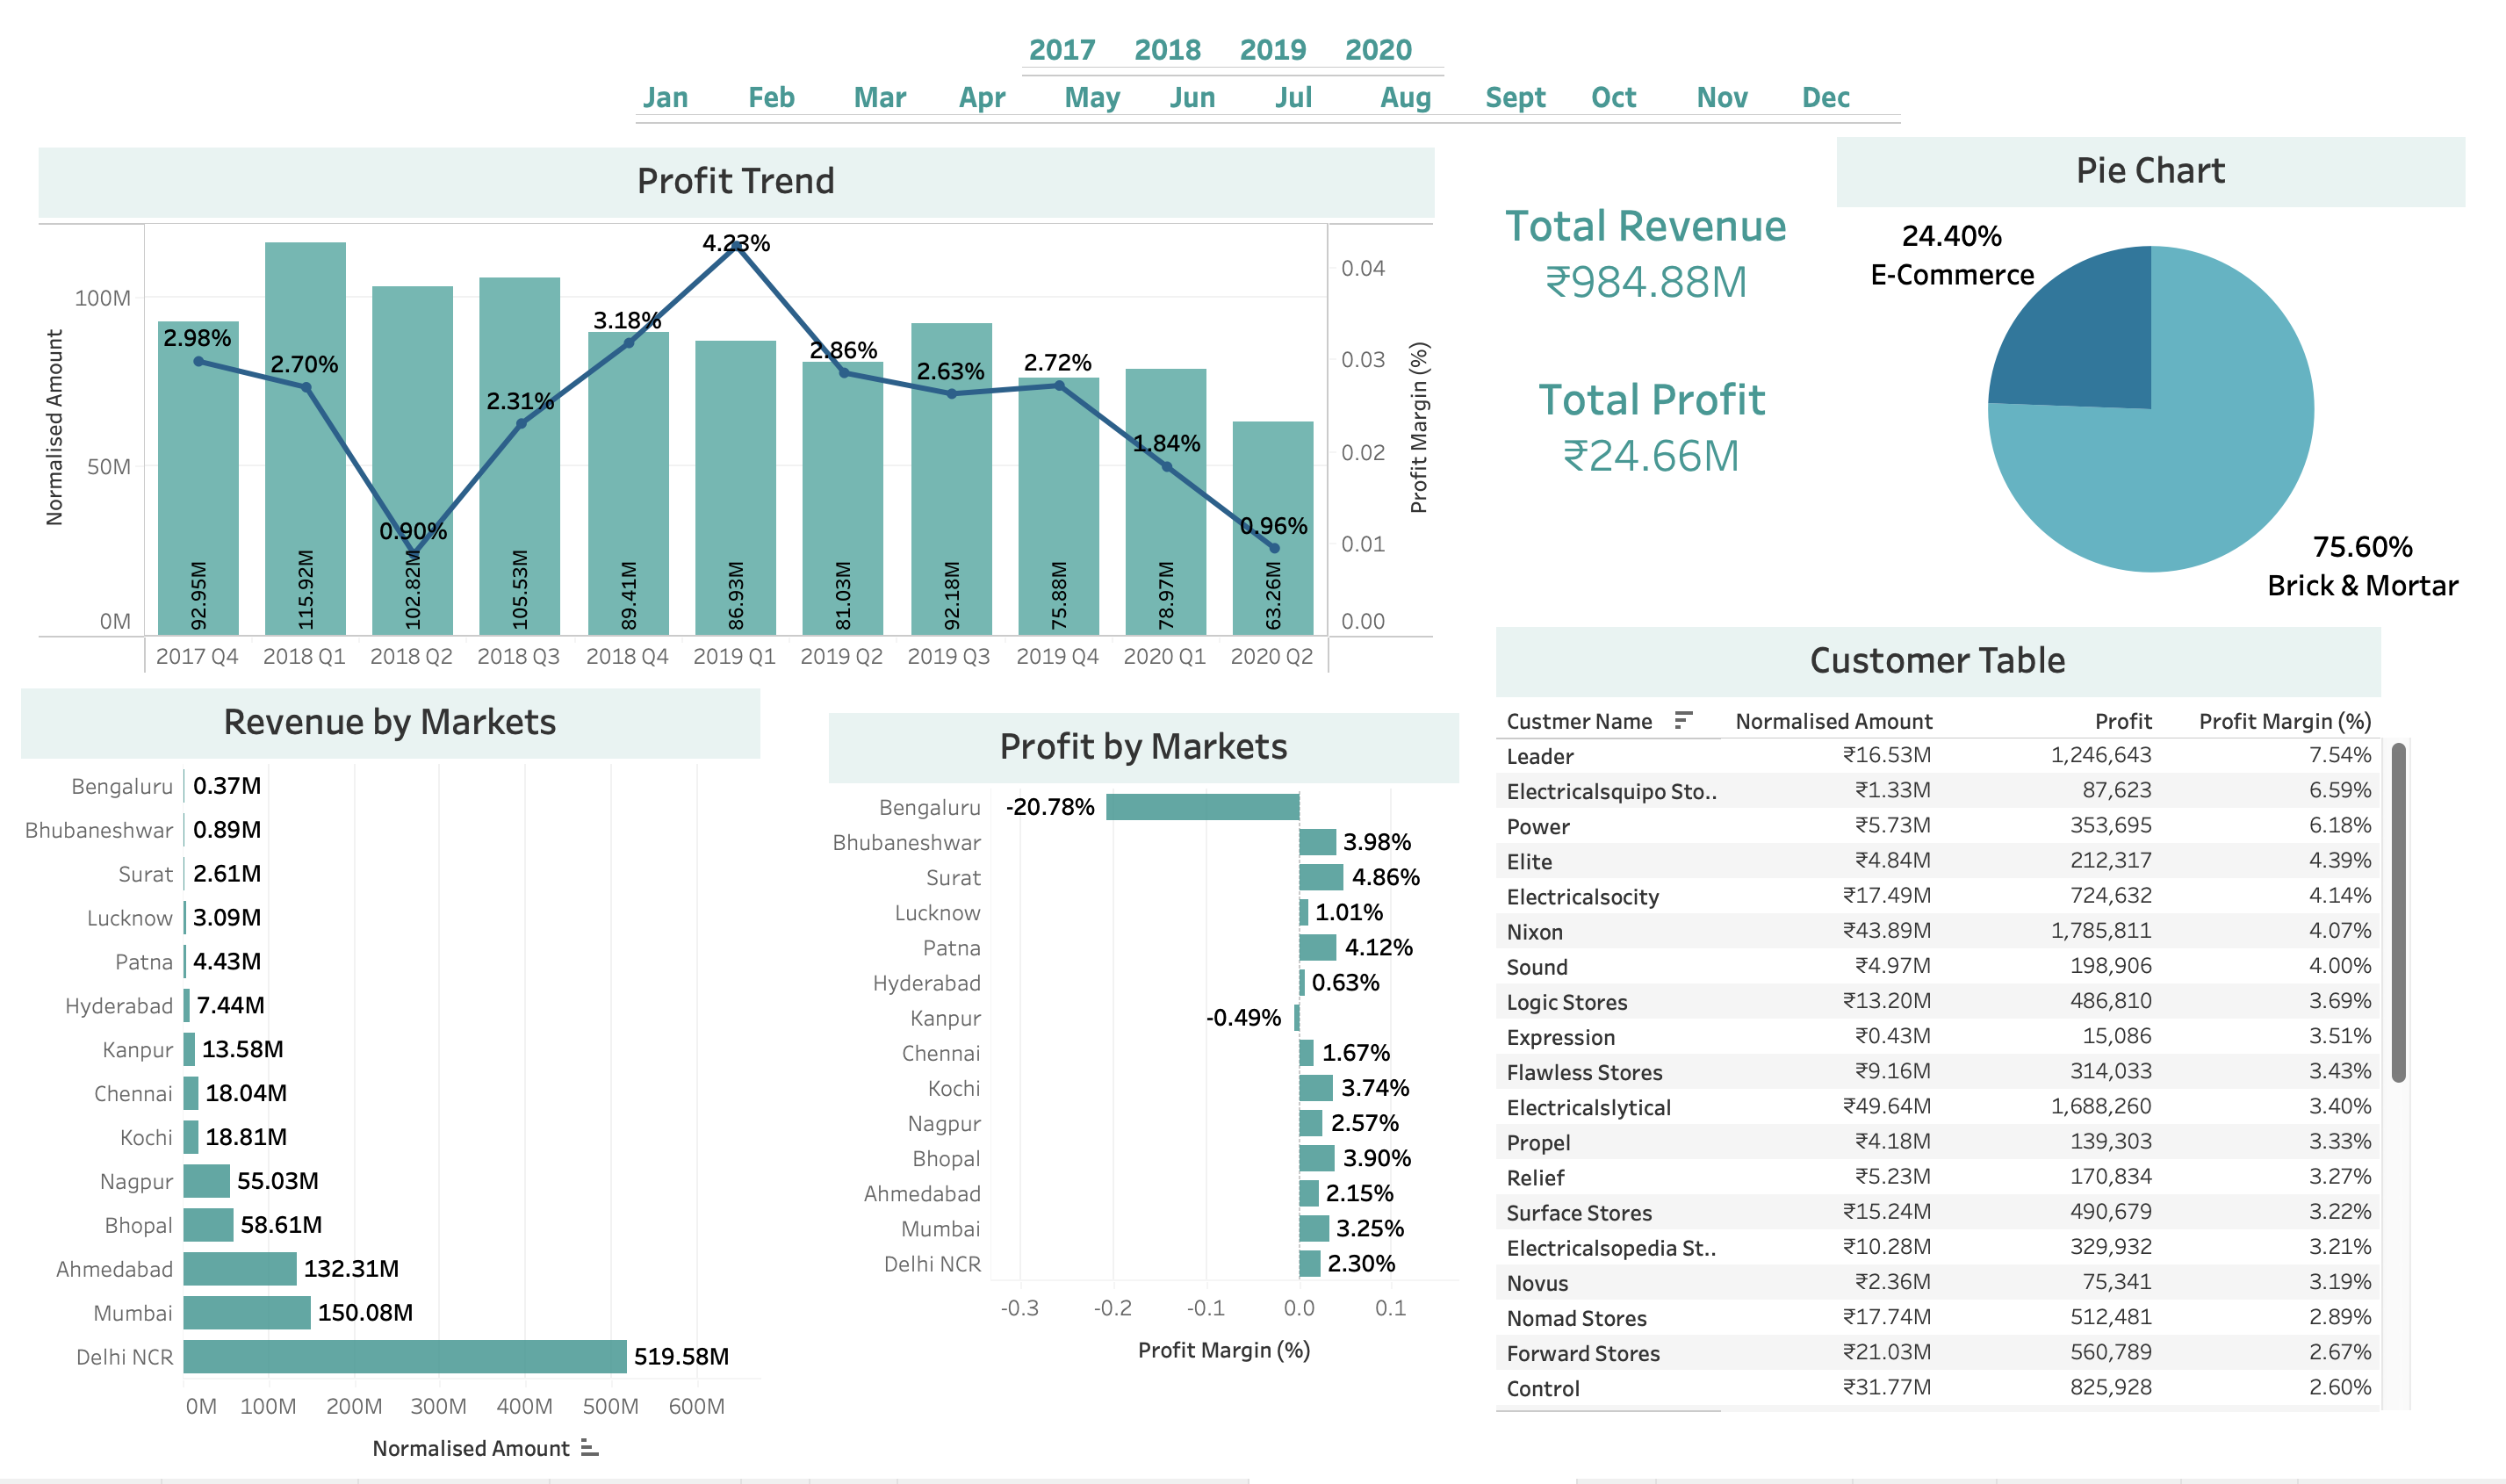 2017 2018 2019 2020
Jan Feb Mar Apr May Jun Jul Aug Sept Oct Nov Dec
Profit Trend
Normalised Amount
100M
50M
0M
2.98%
2.70%
0.90%
2.31%
3.18%
4.23%
2.86%
2.63%
2.72%
1.84%
0.96%
92.95M
115.92M
102.82M
105.53M
89.41M
86.93M
81.03M
92.18M
75.88M
78.97M
63.26M
0.04
0.03
0.02
0.01
0.00
Profit Margin (%)
2017 Q4 2018 Q1 2018 Q2 2018 Q3 2018 Q4 2019 Q1 2019 Q2 2019 Q3 2019 Q4 2020 Q1 2020 Q2
Total Revenue
₹984.88M
Total Profit
₹24.66M
Pie Chart
24.40%
E-Commerce
75.60%
Brick & Mortar
Revenue by Markets
Bengaluru 0.37M
Bhubaneshwar 0.89M
Surat 2.61M
Lucknow 3.09M
Patna 4.43M
Hyderabad 7.44M
Kanpur 13.58M
Chennai 18.04M
Kochi 18.81M
Nagpur 55.03M
Bhopal 58.61M
Ahmedabad 132.31M
Mumbai 150.08M
Delhi NCR 519.58M
0M 100M 200M 300M 400M 500M 600M
Normalised Amount
Profit by Markets
Bengaluru -20.78%
Bhubaneshwar 3.98%
Surat 4.86%
Lucknow 1.01%
Patna 4.12%
Hyderabad 0.63%
Kanpur -0.49%
Chennai 1.67%
Kochi 3.74%
Nagpur 2.57%
Bhopal 3.90%
Ahmedabad 2.15%
Mumbai 3.25%
Delhi NCR 2.30%
-0.3 -0.2 -0.1 0.0 0.1
Profit Margin (%)
Customer Table
Custmer Name Normalised Amount Profit Profit Margin (%)
Leader ₹16.53M 1,246,643 7.54%
Electricalsquipo Sto.. ₹1.33M 87,623 6.59%
Power ₹5.73M 353,695 6.18%
Elite ₹4.84M 212,317 4.39%
Electricalsocity ₹17.49M 724,632 4.14%
Nixon ₹43.89M 1,785,811 4.07%
Sound ₹4.97M 198,906 4.00%
Logic Stores ₹13.20M 486,810 3.69%
Expression ₹0.43M 15,086 3.51%
Flawless Stores ₹9.16M 314,033 3.43%
Electricalslytical ₹49.64M 1,688,260 3.40%
Propel ₹4.18M 139,303 3.33%
Relief ₹5.23M 170,834 3.27%
Surface Stores ₹15.24M 490,679 3.22%
Electricalsopedia St.. ₹10.28M 329,932 3.21%
Novus ₹2.36M 75,341 3.19%
Nomad Stores ₹17.74M 512,481 2.89%
Forward Stores ₹21.03M 560,789 2.67%
Control ₹31.77M 825,928 2.60%